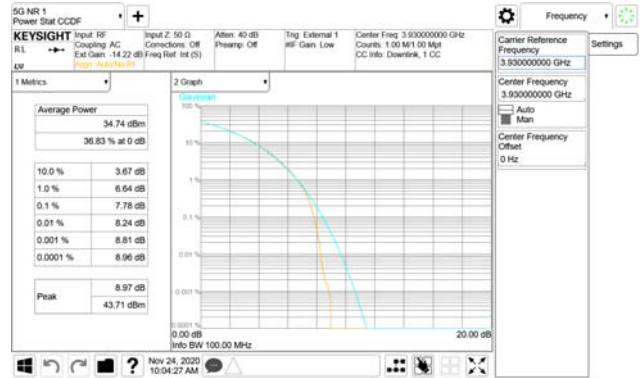 5G NR 1
Power Stat CCDF
KEYSIGHT
RL
Input: RF
Coupling: AC
Ext Gain: -14.22 dB
Align: Auto/No RF
Input Z: 50 Ω
Corrections: Off
Freq Ref: Int (S)
Atten: 40 dB
Preamp: Off
Trig: External 1
#IF Gain: Low
Center Freq: 3.930000000 GHz
Counts: 1.00 M/1.00 Mpt
CC Info: Downlink, 1 CC
1 Metrics
Average Power
34.74 dBm
36.83 % at 0 dB
10.0 % 3.67 dB
1.0 % 6.64 dB
0.1 % 7.78 dB
0.01 % 8.24 dB
0.001 % 8.81 dB
0.0001 % 8.96 dB
Peak
8.97 dB
43.71 dBm
2 Graph
Gaussian
100 %
10 %
1 %
0.1 %
0.01 %
0.001 %
0.0001 %
0.00 dB
20.00 dB
Info BW 100.00 MHz
Frequency
Settings
Carrier Reference
Frequency
3.930000000 GHz
Center Frequency
3.930000000 GHz
Auto
Man
Center Frequency
Offset
0 Hz
?
Nov 24, 2020
10:04:27 AM